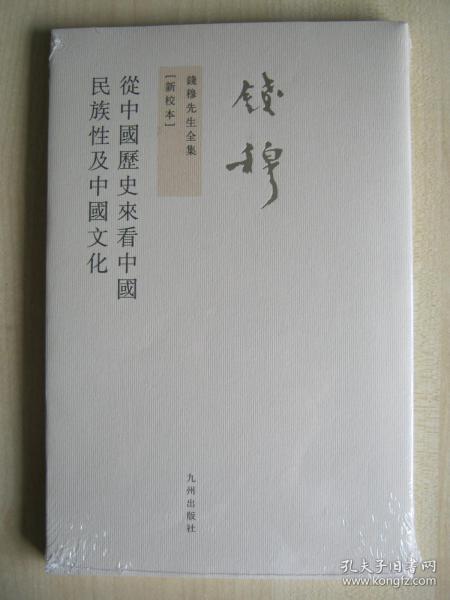 錢穆
錢穆先生全集
[新校本]
從中國歷史來看中國
民族性及中國文化
九州出版社
孔夫子旧书网
www.kongfz.com